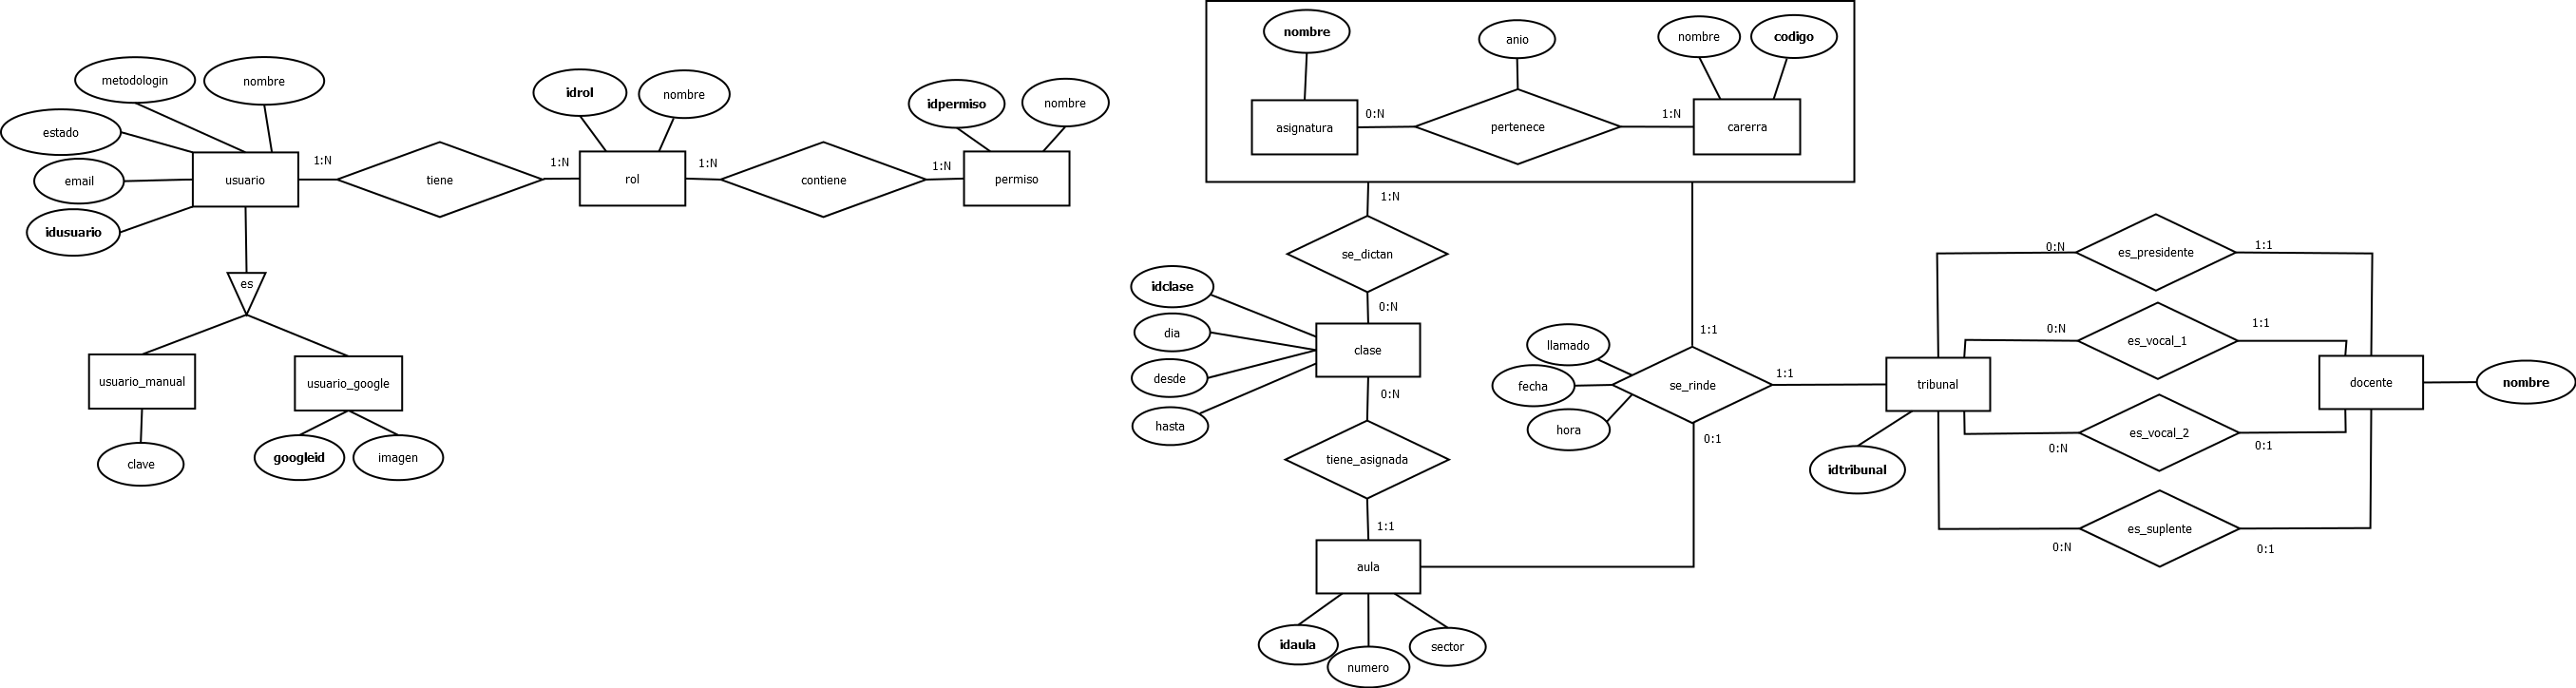 metodologin
nombre
estado
email
idusuario
usuario
1:N
tiene
1:N
idrol
nombre
rol
1:N
contiene
1:N
idpermiso
nombre
permiso
es
usuario_manual
usuario_google
clave
googleid
imagen
nombre
anio
nombre
codigo
asignatura
0:N
pertenece
1:N
carerra
1:N
se_dictan
0:N
idclase
dia
desde
hasta
clase
0:N
tiene_asignada
1:1
aula
idaula
numero
sector
1:1
llamado
fecha
hora
se_rinde
1:1
0:1
tribunal
idtribunal
0:N
es_presidente
1:1
0:N
es_vocal_1
1:1
0:N
es_vocal_2
0:1
0:N
es_suplente
0:1
docente
nombre